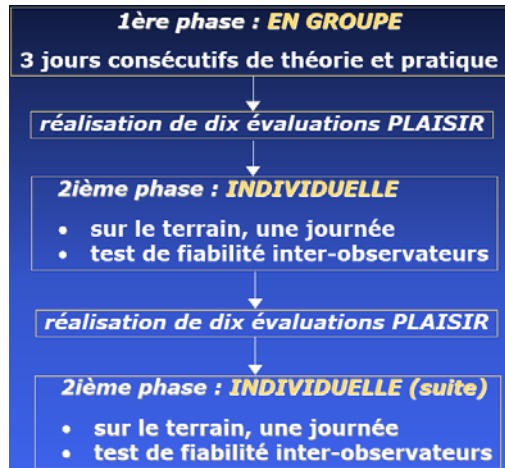 1ère phase : EN GROUPE
3 jours consécutifs de théorie et pratique
réalisation de dix évaluations PLAISIR
2ième phase : INDIVIDUELLE
• sur le terrain, une journée
• test de fiabilité inter-observateurs
réalisation de dix évaluations PLAISIR
2ième phase : INDIVIDUELLE (suite)
• sur le terrain, une journée
• test de fiabilité inter-observateurs